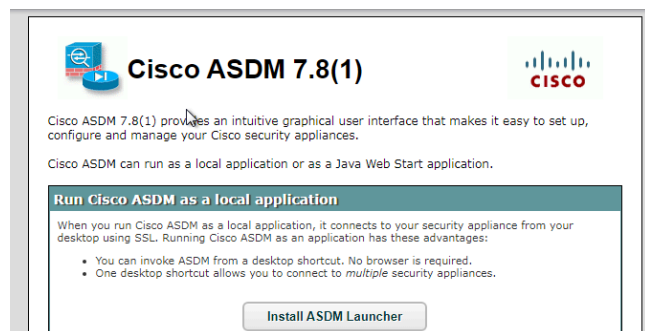 Cisco ASDM 7.8(1)
CISCO
Cisco ASDM 7.8(1) provides an intuitive graphical user interface that makes it easy to set up,
configure and manage your Cisco security appliances.
Cisco ASDM can run as a local application or as a Java Web Start application.
Run Cisco ASDM as a local application
When you run Cisco ASDM as a local application, it connects to your security appliance from your
desktop using SSL. Running Cisco ASDM as an application has these advantages:
• You can invoke ASDM from a desktop shortcut. No browser is required.
• One desktop shortcut allows you to connect to multiple security appliances.
Install ASDM Launcher